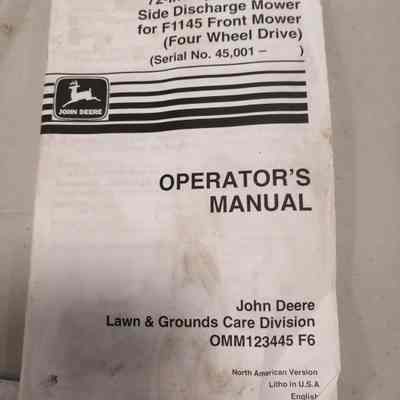 Side Discharge Mower
for F1145 Front Mower
(Four Wheel Drive)
(Serial No. 45,001 – )
JOHN DEERE
OPERATOR'S
MANUAL
John Deere
Lawn & Grounds Care Division
OMM123445 F6
North American Version
Litho in U.S.A
English